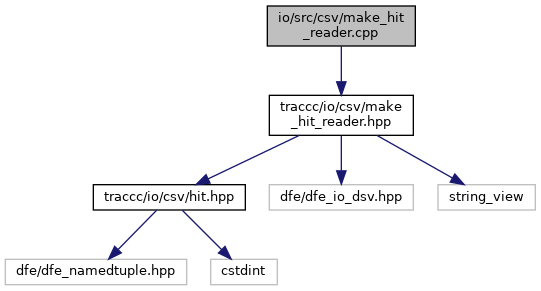 io/src/csv/make_hit
_reader.cpp
traccc/io/csv/make
_hit_reader.hpp
traccc/io/csv/hit.hpp
dfe/dfe_io_dsv.hpp
string_view
dfe/dfe_namedtuple.hpp
cstdint